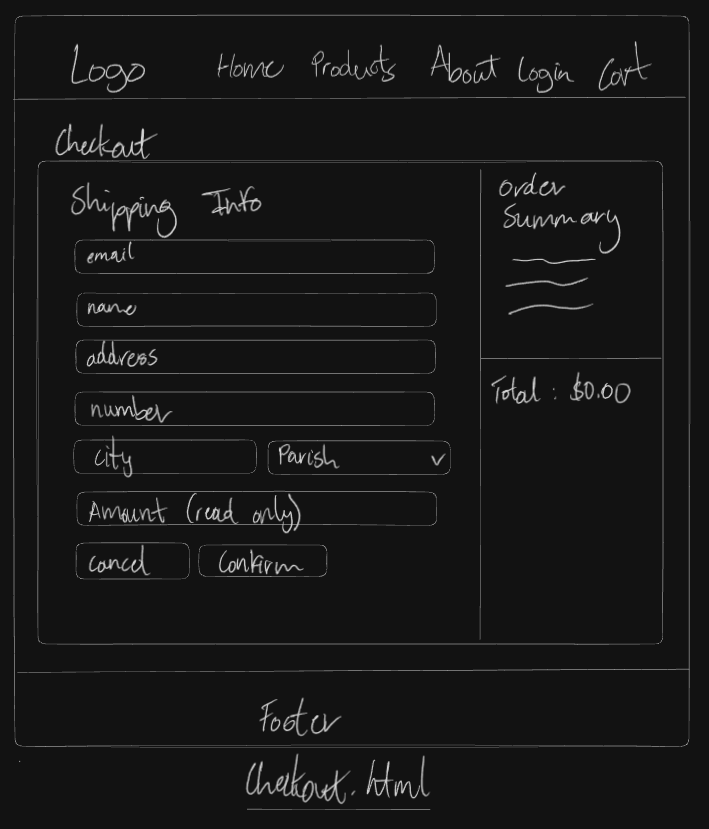 Logo Home Products About Login Cart
Checkout
Shipping Info
email
name
address
number
city Parish
Amount (read only)
cancel Confirm
Order
Summary
Total : $0.00
Footer
Checkout.html